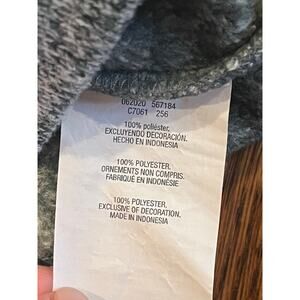 062020 567184
C7061 256
100% poliéster,
EXCLUYENDO DECORACIÓN.
HECHO EN INDONESIA
100% POLYESTER,
ORNEMENTS NON COMPRIS.
FABRIQUÉ EN INDONÉSIE
100% POLYESTER,
EXCLUSIVE OF DECORATION.
MADE IN INDONESIA